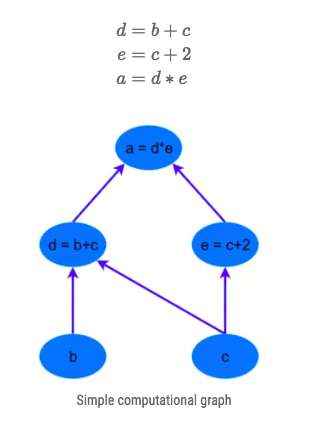 d = b + c
e = c + 2
a = d * e
a = d*e
d = b+c
e = c+2
b
c
Simple computational graph